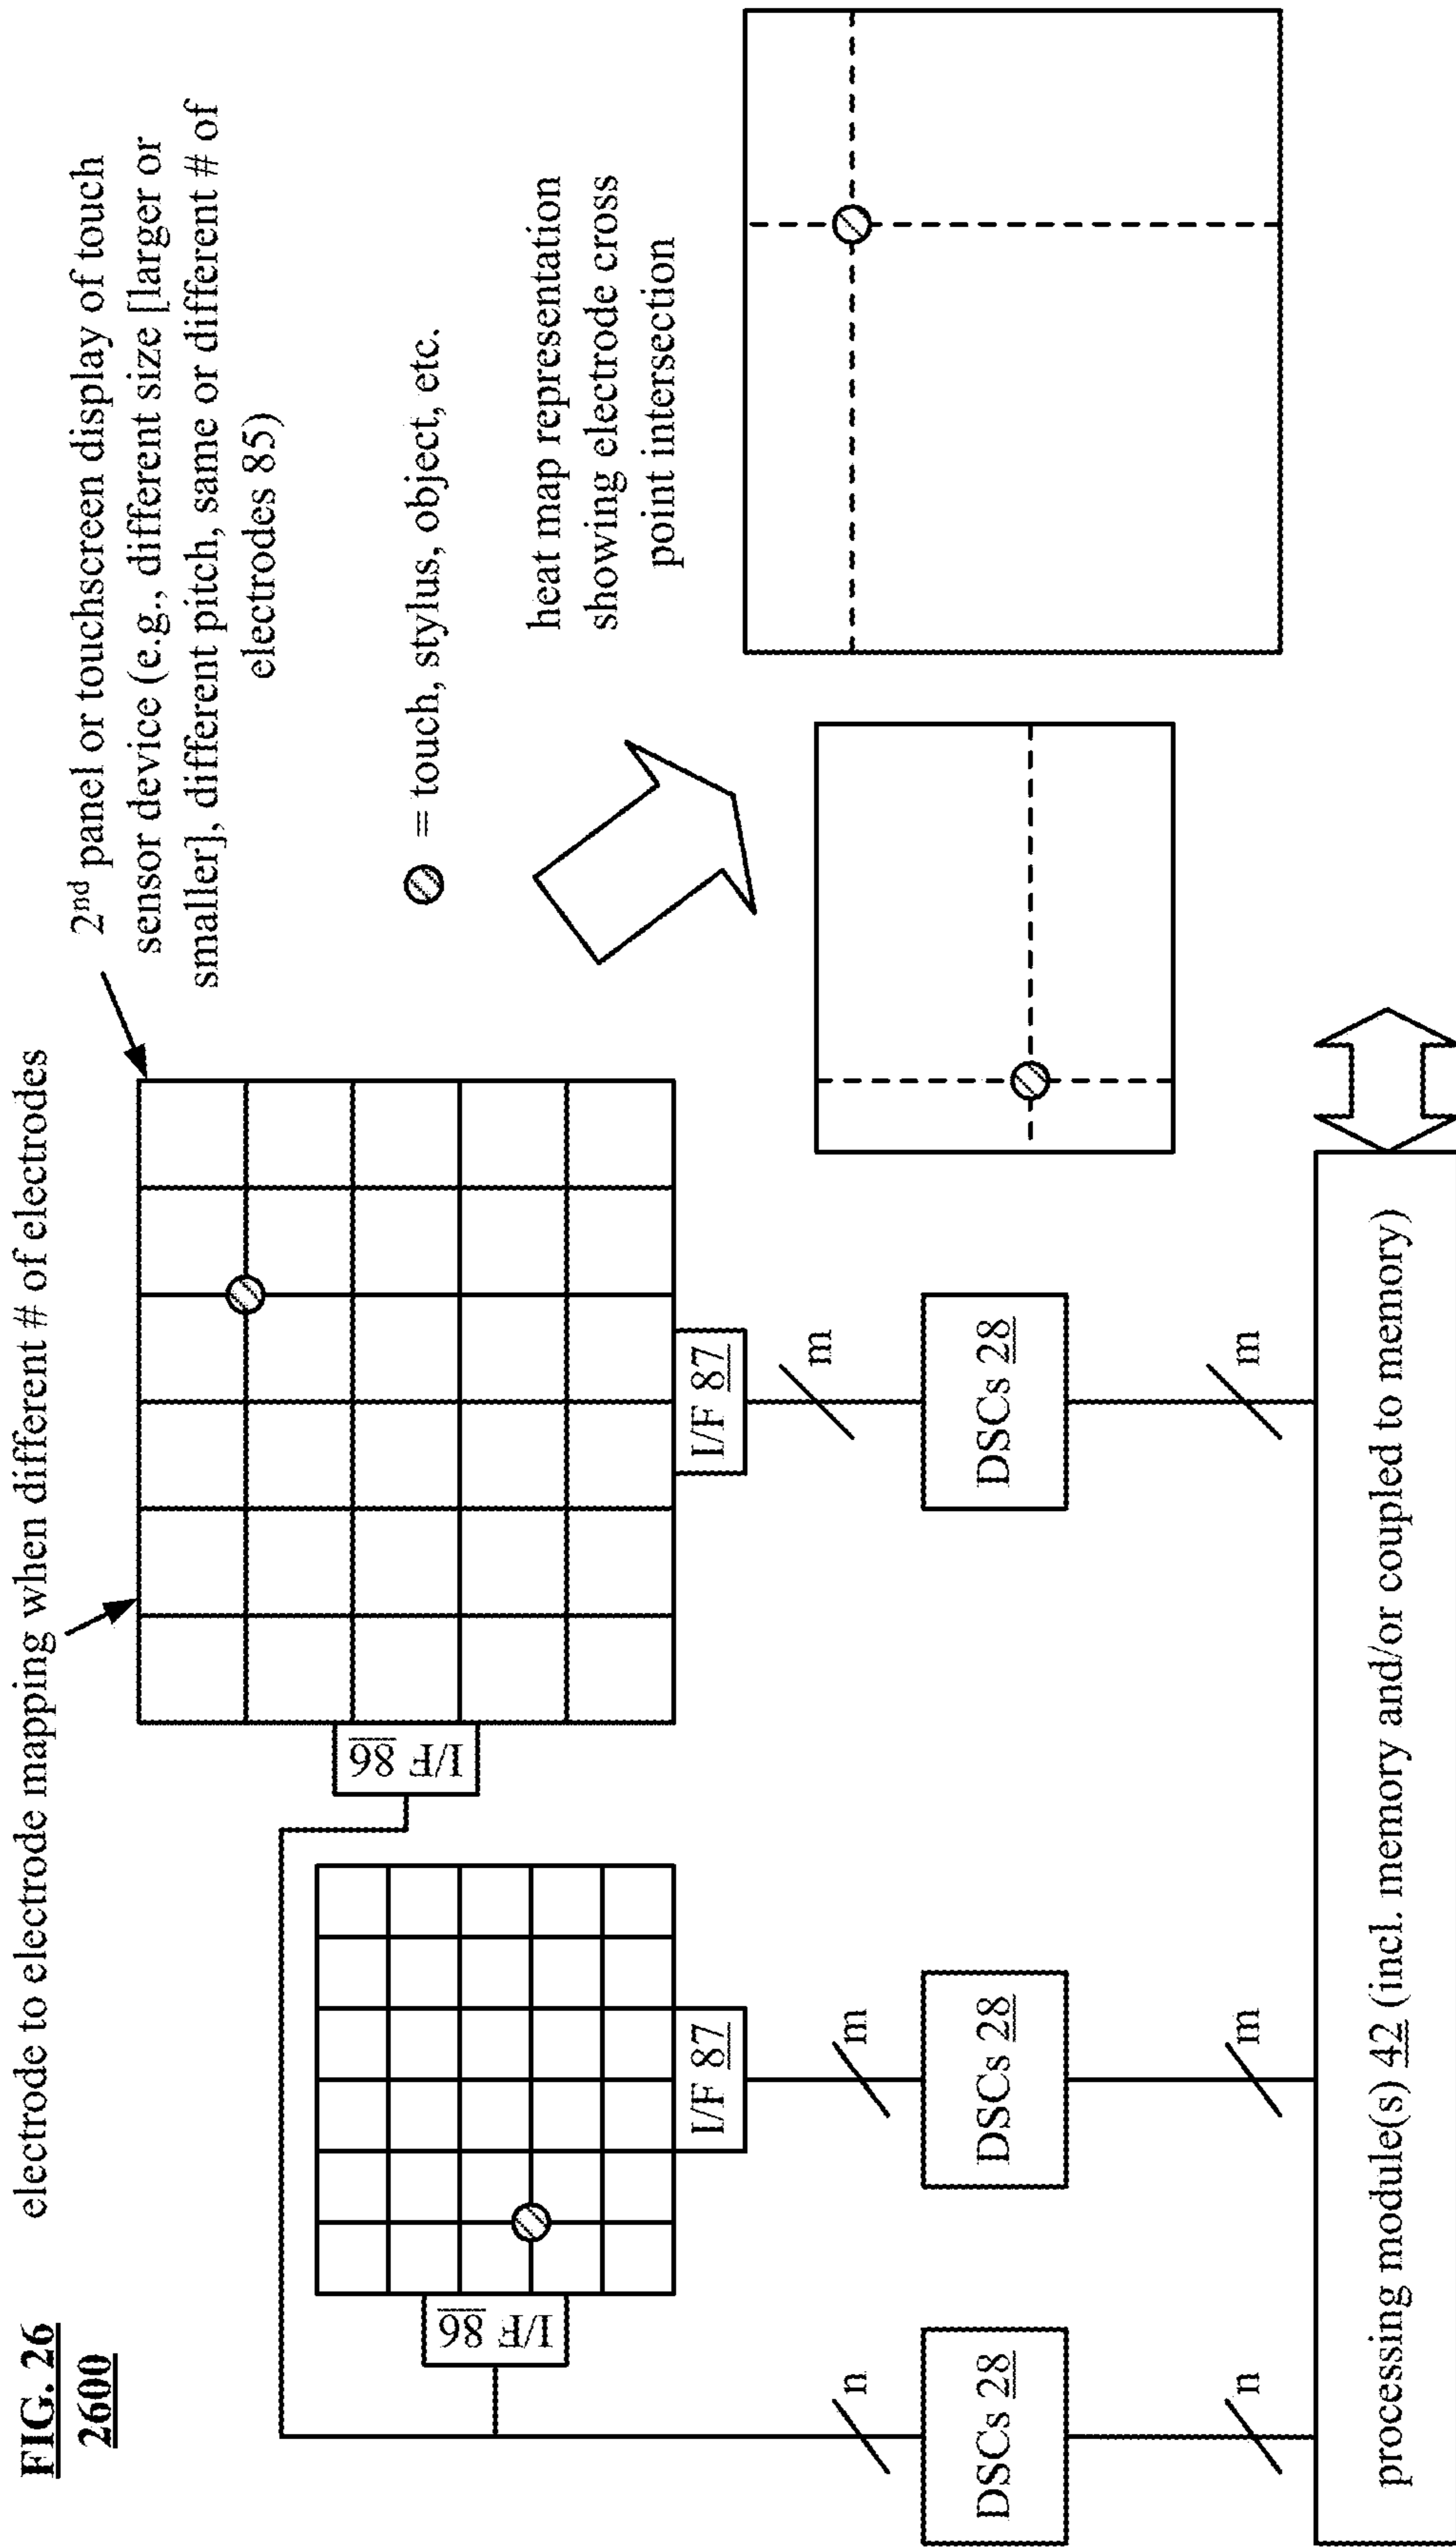 FIG. 26
2600
electrode to electrode mapping when different # of electrodes
2nd panel or touchscreen display of touch
sensor device (e.g., different size [larger or
smaller], different pitch, same or different # of
electrodes 85)
= touch, stylus, object, etc.
heat map representation
showing electrode cross
point intersection
I/F 86
I/F 86
I/F 87
I/F 87
n
m
m
DSCs 28
DSCs 28
DSCs 28
n
m
m
processing module(s) 42 (incl. memory and/or coupled to memory)